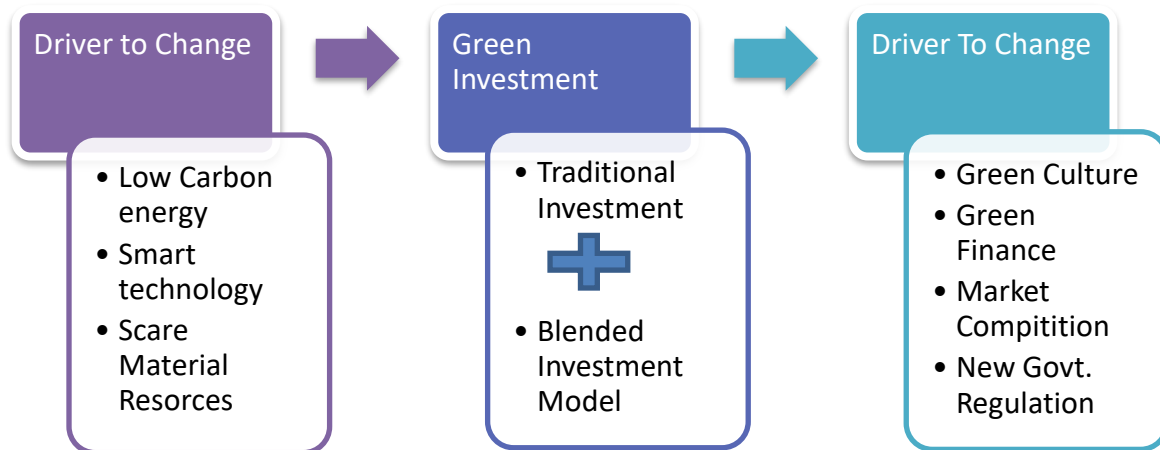 Driver to Change
• Low Carbon
energy
• Smart
technology
• Scare
Material
Resorces
Green
Investment
• Traditional
Investment
• Blended
Investment
Model
Driver To Change
• Green Culture
• Green
Finance
• Market
Compitition
• New Govt.
Regulation